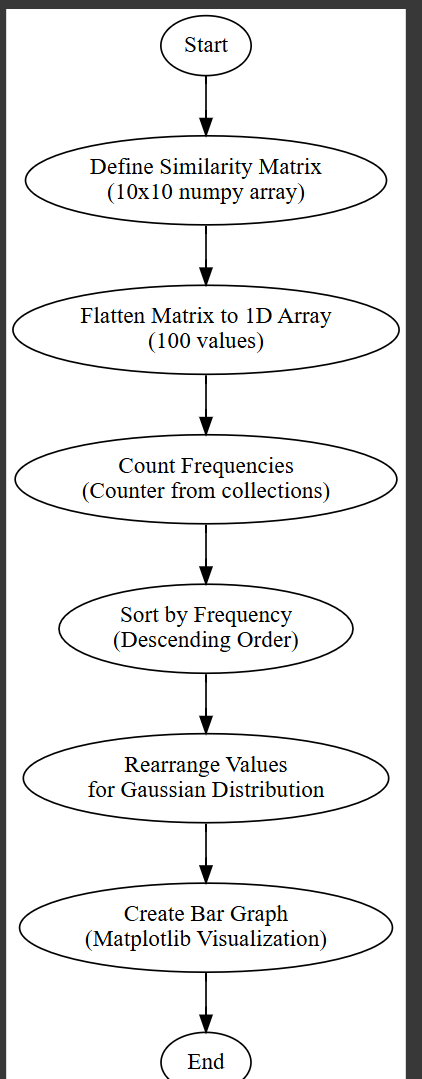 Start
Define Similarity Matrix
(10x10 numpy array)
Flatten Matrix to 1D Array
(100 values)
Count Frequencies
(Counter from collections)
Sort by Frequency
(Descending Order)
Rearrange Values
for Gaussian Distribution
Create Bar Graph
(Matplotlib Visualization)
End